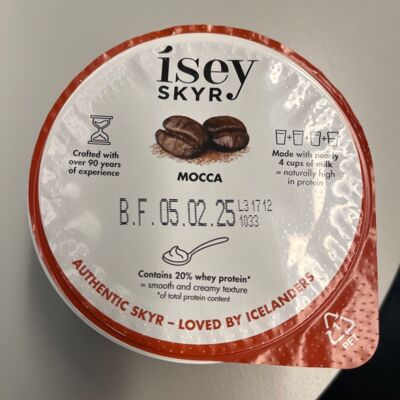 ísey
SKYR
Crafted with
over 90 years
of experience
Made with nearly
4 cups of milk
= naturally high
in protein
MOCCA
B.F. 05.02.25 L3 17 12
1033
Contains 20% whey protein*
= smooth and creamy texture
*of total protein content
AUTHENTIC SKYR – LOVED BY ICELANDERS
PET